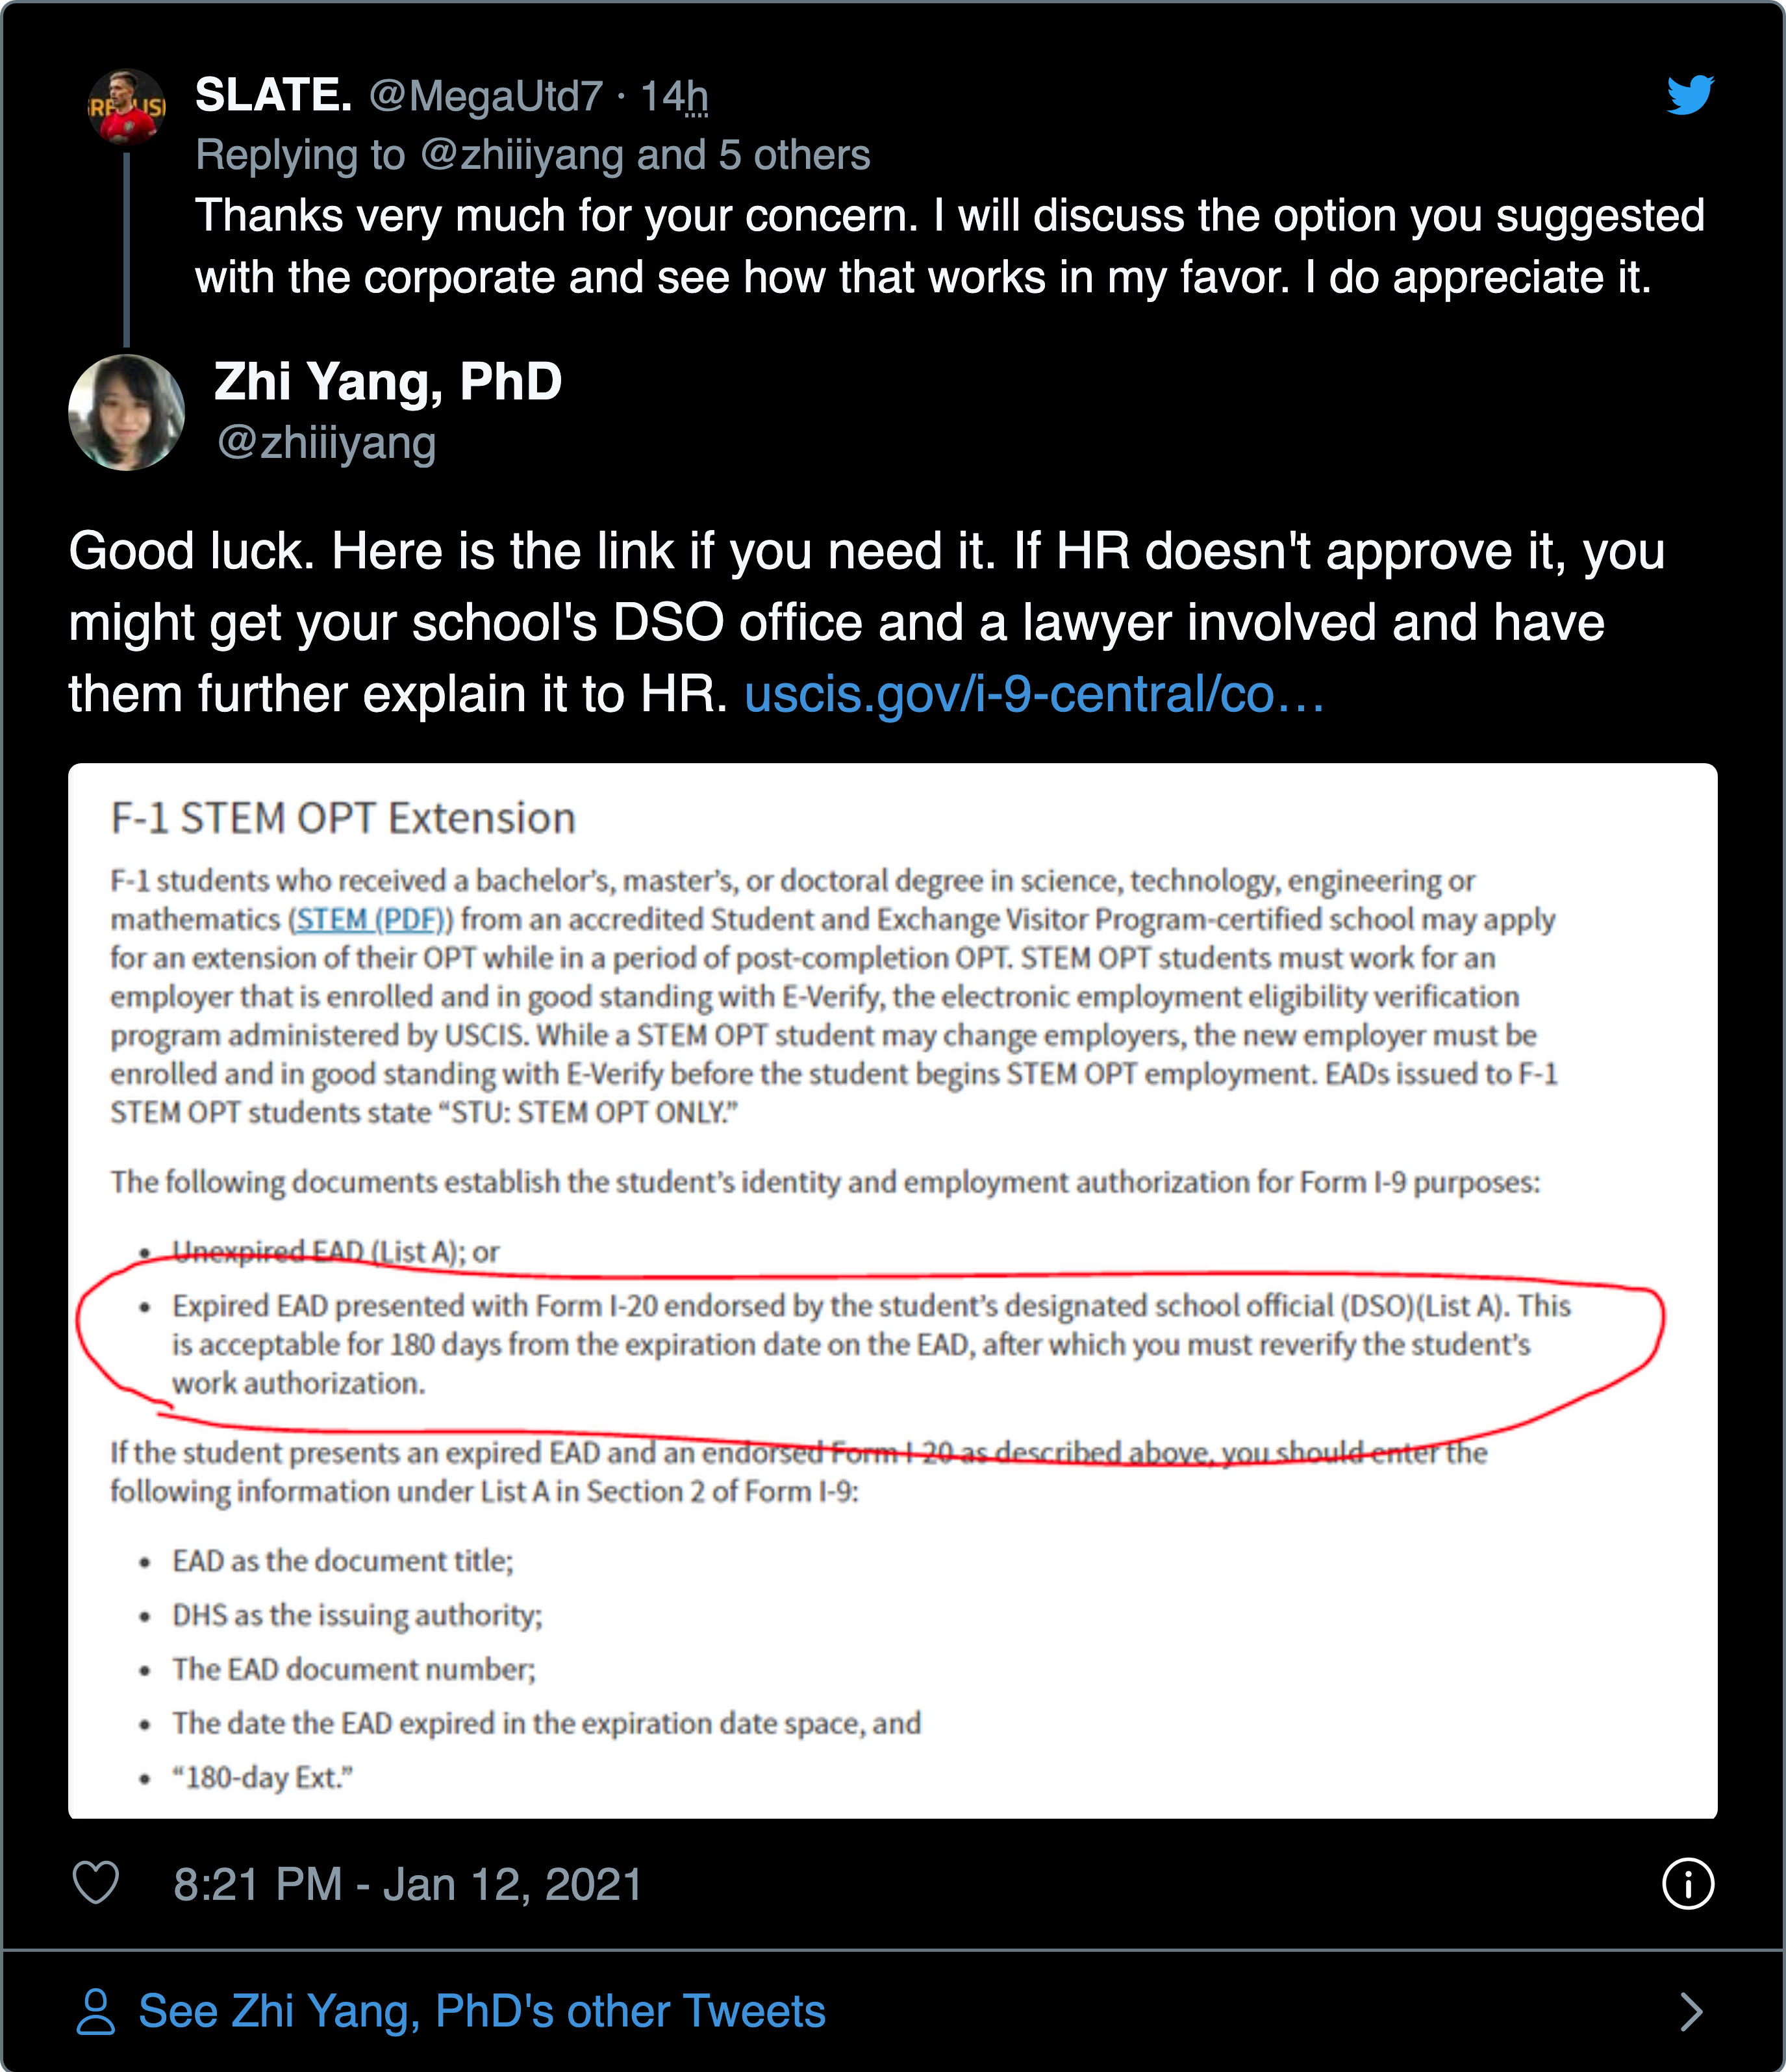 SLATE. @MegaUtd7 · 14h
Replying to @zhiiiyang and 5 others
Thanks very much for your concern. I will discuss the option you suggested
with the corporate and see how that works in my favor. I do appreciate it.
Zhi Yang, PhD
@zhiiiyang
Good luck. Here is the link if you need it. If HR doesn't approve it, you
might get your school's DSO office and a lawyer involved and have
them further explain it to HR. uscis.gov/i-9-central/co…
F-1 STEM OPT Extension
F-1 students who received a bachelor’s, master’s, or doctoral degree in science, technology, engineering or
mathematics (STEM (PDF)) from an accredited Student and Exchange Visitor Program-certified school may apply
for an extension of their OPT while in a period of post-completion OPT. STEM OPT students must work for an
employer that is enrolled and in good standing with E-Verify, the electronic employment eligibility verification
program administered by USCIS. While a STEM OPT student may change employers, the new employer must be
enrolled and in good standing with E-Verify before the student begins STEM OPT employment. EADs issued to F-1
STEM OPT students state “STU: STEM OPT ONLY.”
The following documents establish the student’s identity and employment authorization for Form I-9 purposes:
• Unexpired EAD (List A); or
• Expired EAD presented with Form I-20 endorsed by the student’s designated school official (DSO)(List A). This
is acceptable for 180 days from the expiration date on the EAD, after which you must reverify the student’s
work authorization.
If the student presents an expired EAD and an endorsed Form I-20 as described above, you should enter the
following information under List A in Section 2 of Form I-9:
• EAD as the document title;
• DHS as the issuing authority;
• The EAD document number;
• The date the EAD expired in the expiration date space, and
• “180-day Ext.”
8:21 PM - Jan 12, 2021
See Zhi Yang, PhD's other Tweets